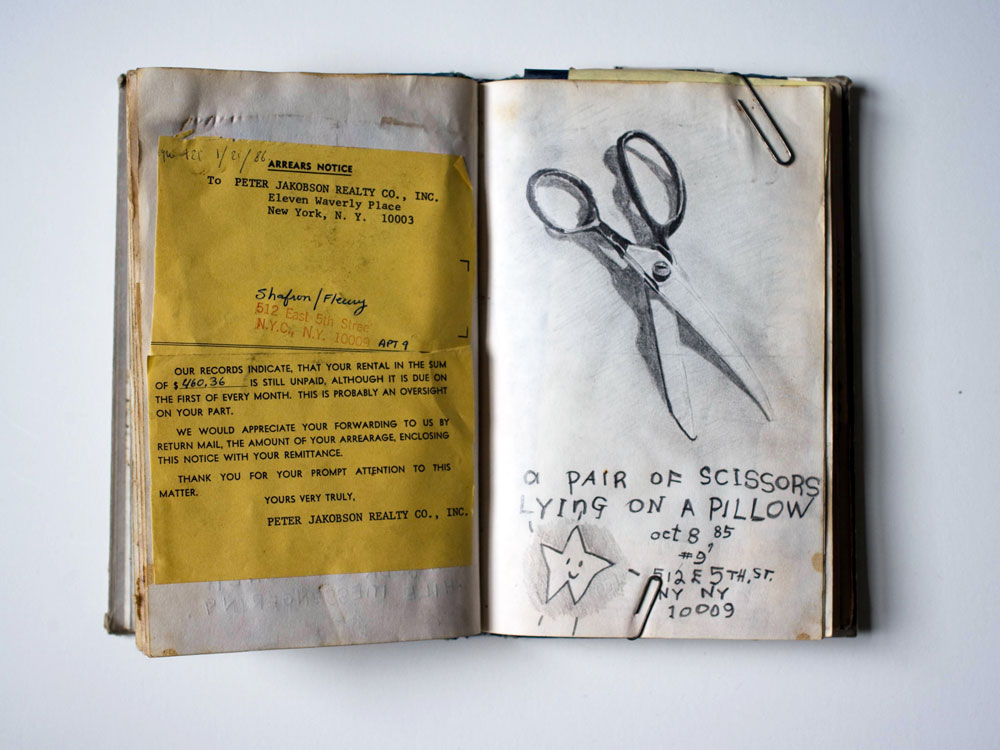 1/21/86
ARREARS NOTICE
To PETER JAKOBSON REALTY CO., INC.
Eleven Waverly Place
New York, N. Y. 10003
Shafron/Fleury
512 East 5th Street
N.Y.C., N.Y. 10009
APT 9
OUR RECORDS INDICATE, THAT YOUR RENTAL IN THE SUM
OF $ 460.36 IS STILL UNPAID, ALTHOUGH IT IS DUE ON
THE FIRST OF EVERY MONTH. THIS IS PROBABLY AN OVERSIGHT
ON YOUR PART.
WE WOULD APPRECIATE YOUR FORWARDING TO US BY
RETURN MAIL, THE AMOUNT OF YOUR ARREARAGE, ENCLOSING
THIS NOTICE WITH YOUR REMITTANCE.
THANK YOU FOR YOUR PROMPT ATTENTION TO THIS
MATTER.
YOURS VERY TRULY,
PETER JAKOBSON REALTY CO., INC.
a PAIR OF SCISSORS
LYING ON A PILLOW
oct 8, 85
#9
512 E 5TH. ST.
NY NY
10009